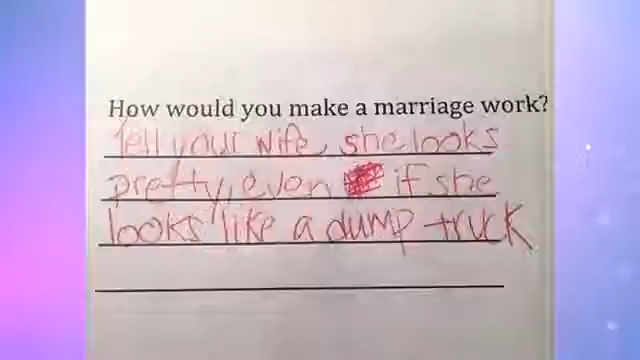 How would you make a marriage work?
Tell your wife, she looks
pretty, even if she
looks like a dump truck